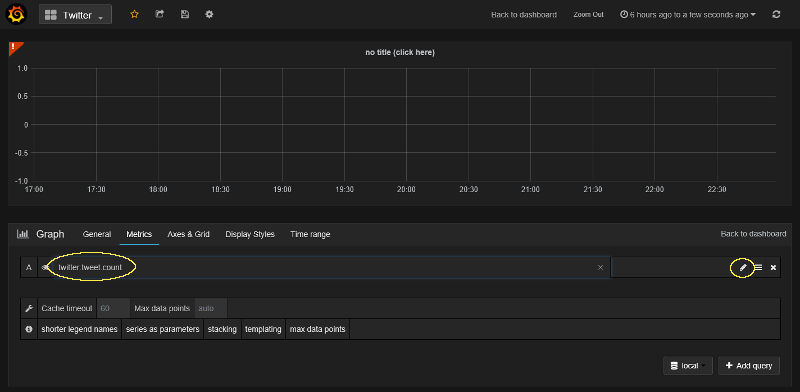 Twitter Back to dashboard Zoom Out 6 hours ago to a few seconds ago
!
no title (click here)
1.0
0.5
0
-0.5
-1.0
17:00 17:30 18:00 18:30 19:00 19:30 20:00 20:30 21:00 21:30 22:00 22:30
Graph General Metrics Axes & Grid Display Styles Time range Back to dashboard
A twitter.tweet.count
Cache timeout 60 Max data points auto
shorter legend names series as parameters stacking templating max data points
local + Add query